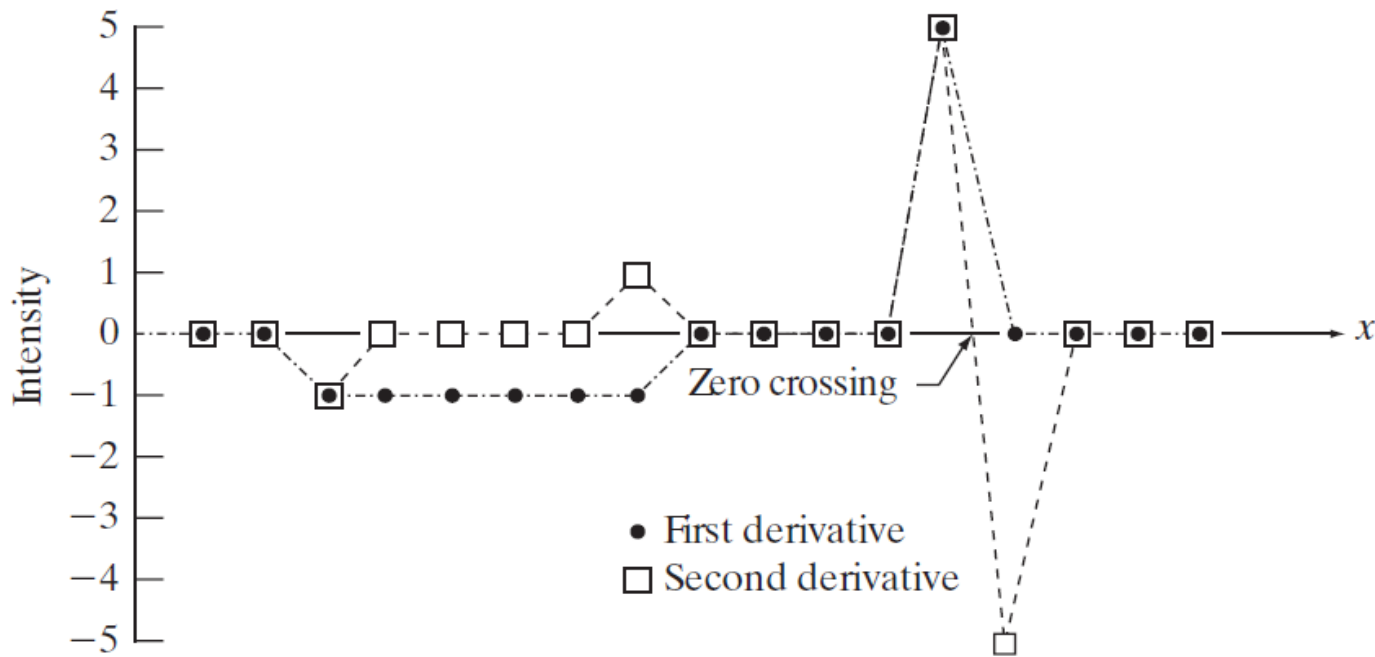 5
4
3
2
1
0
−1
−2
−3
−4
−5
Intensity
x
Zero crossing
First derivative
Second derivative